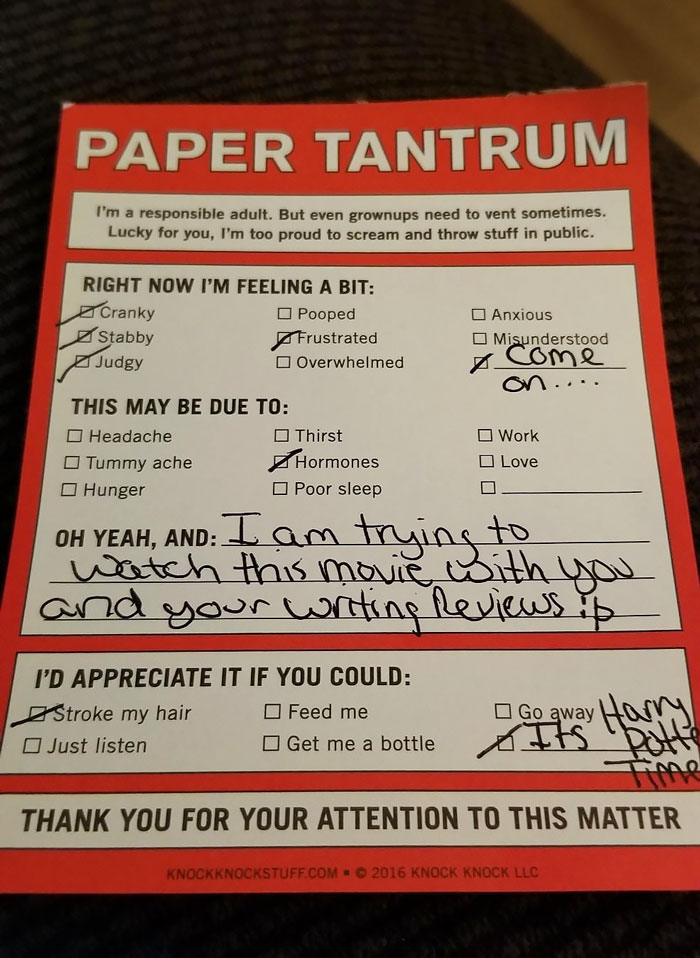 PAPER TANTRUM
I'm a responsible adult. But even grownups need to vent sometimes.
Lucky for you, I'm too proud to scream and throw stuff in public.
RIGHT NOW I'M FEELING A BIT:
Cranky Pooped Anxious
Stabby Frustrated Misunderstood
Judgy Overwhelmed Come
on....
THIS MAY BE DUE TO:
Headache Thirst Work
Tummy ache Hormones Love
Hunger Poor sleep
OH YEAH, AND: I am trying to
watch this movie with you
and your writing Reviews :p
I'D APPRECIATE IT IF YOU COULD:
Stroke my hair Feed me Go away Harry
Just listen Get me a bottle Its Potte
Time
THANK YOU FOR YOUR ATTENTION TO THIS MATTER
KNOCKKNOCKSTUFF.COM ▪ © 2016 KNOCK KNOCK LLC